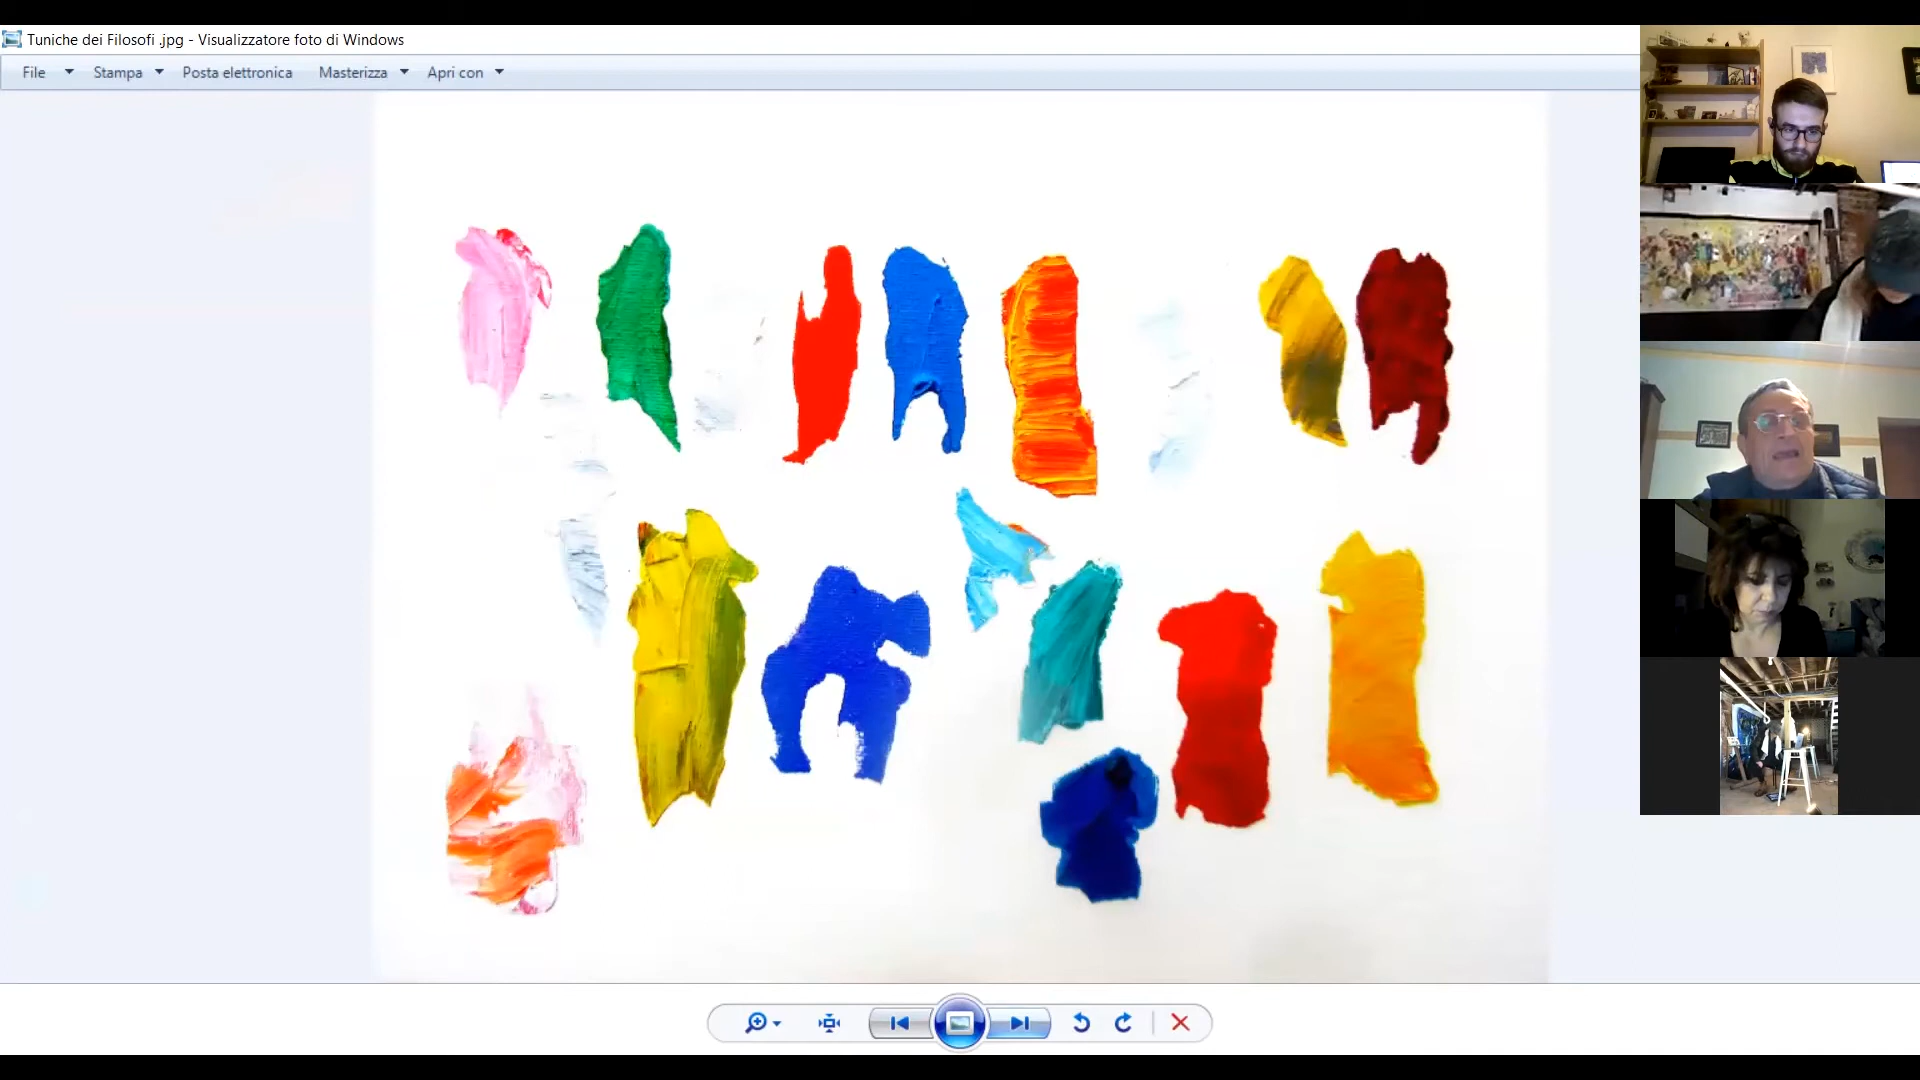 Tuniche dei Filosofi .jpg - Visualizzatore foto di Windows
File Stampa Posta elettronica Masterizza Apri con